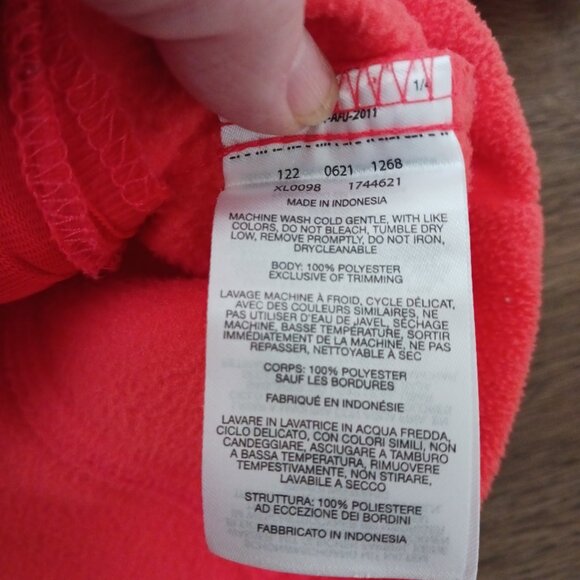 1/4
-AFU-2011
122 0621 1268
XL0098 1744621
MADE IN INDONESIA
MACHINE WASH COLD GENTLE, WITH LIKE
COLORS, DO NOT BLEACH, TUMBLE DRY
LOW, REMOVE PROMPTLY, DO NOT IRON,
DRYCLEANABLE
BODY: 100% POLYESTER
EXCLUSIVE OF TRIMMING
LAVAGE MACHINE À FROID, CYCLE DÉLICAT,
AVEC DES COULEURS SIMILAIRES, NE
PAS UTILISER D'EAU DE JAVEL, SÉCHAGE
MACHINE, BASSE TEMPÉRATURE, SORTIR
IMMÉDIATEMENT DE LA MACHINE, NE PAS
REPASSER, NETTOYABLE A SEC
CORPS: 100% POLYESTER
SAUF LES BORDURES
FABRIQUÉ EN INDONÉSIE
LAVARE IN LAVATRICE IN ACQUA FREDDA,
CICLO DELICATO, CON COLORI SIMILI, NON
CANDEGGIARE, ASCIUGARE A TAMBURO
A BASSA TEMPERATURA, RIMUOVERE
TEMPESTIVAMENTE, NON STIRARE,
LAVABILE A SECCO
STRUTTURA: 100% POLIESTERE
AD ECCEZIONE DEI BORDINI
FABBRICATO IN INDONESIA